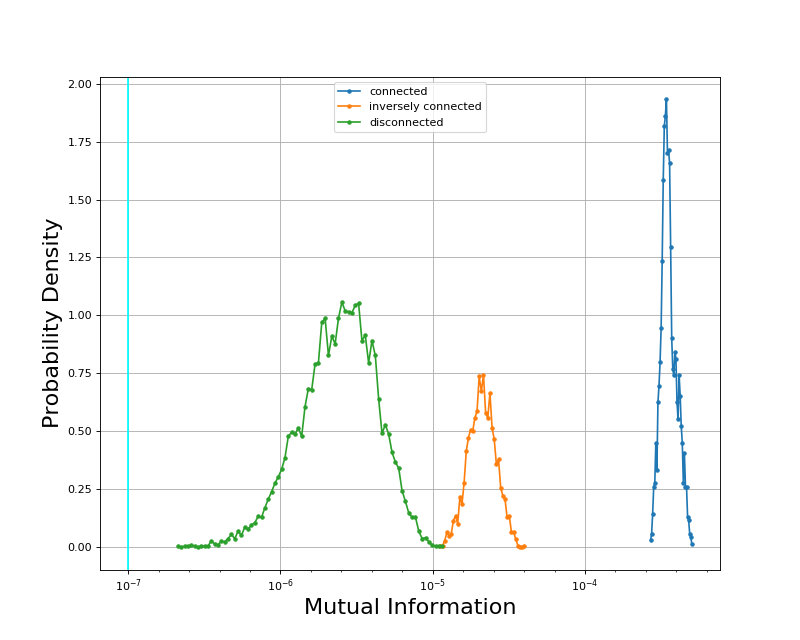 connected
inversely connected
disconnected
Probability Density
2.00
1.75
1.50
1.25
1.00
0.75
0.50
0.25
0.00
10⁻⁷
10⁻⁶
10⁻⁵
10⁻⁴
Mutual Information